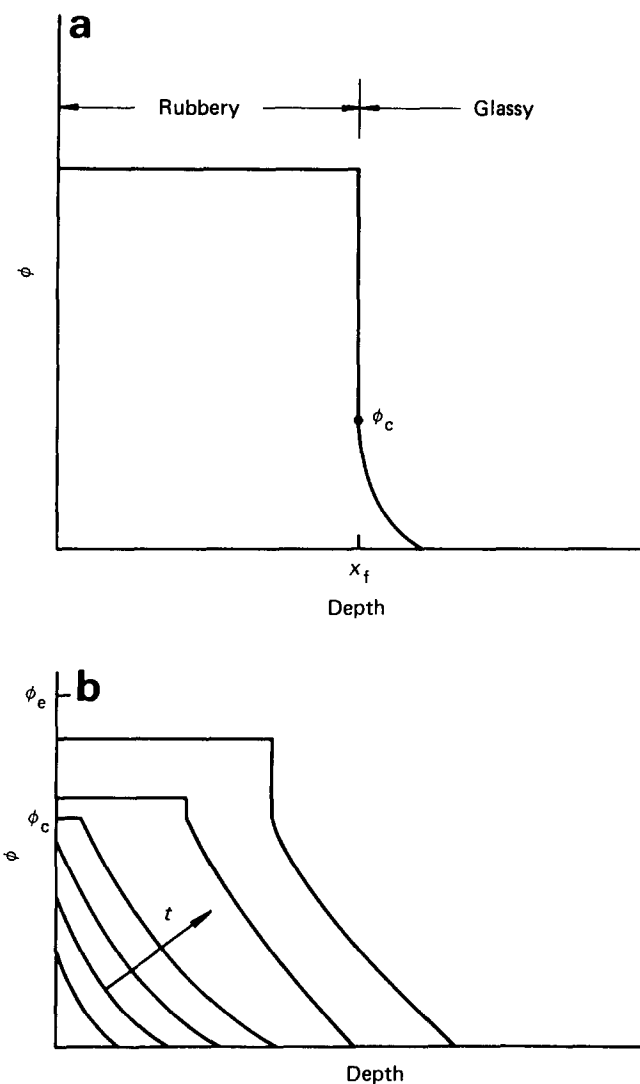 a
Rubbery Glassy
ϕ
ϕc
xf
Depth
b
ϕe
ϕc
ϕ
t
Depth